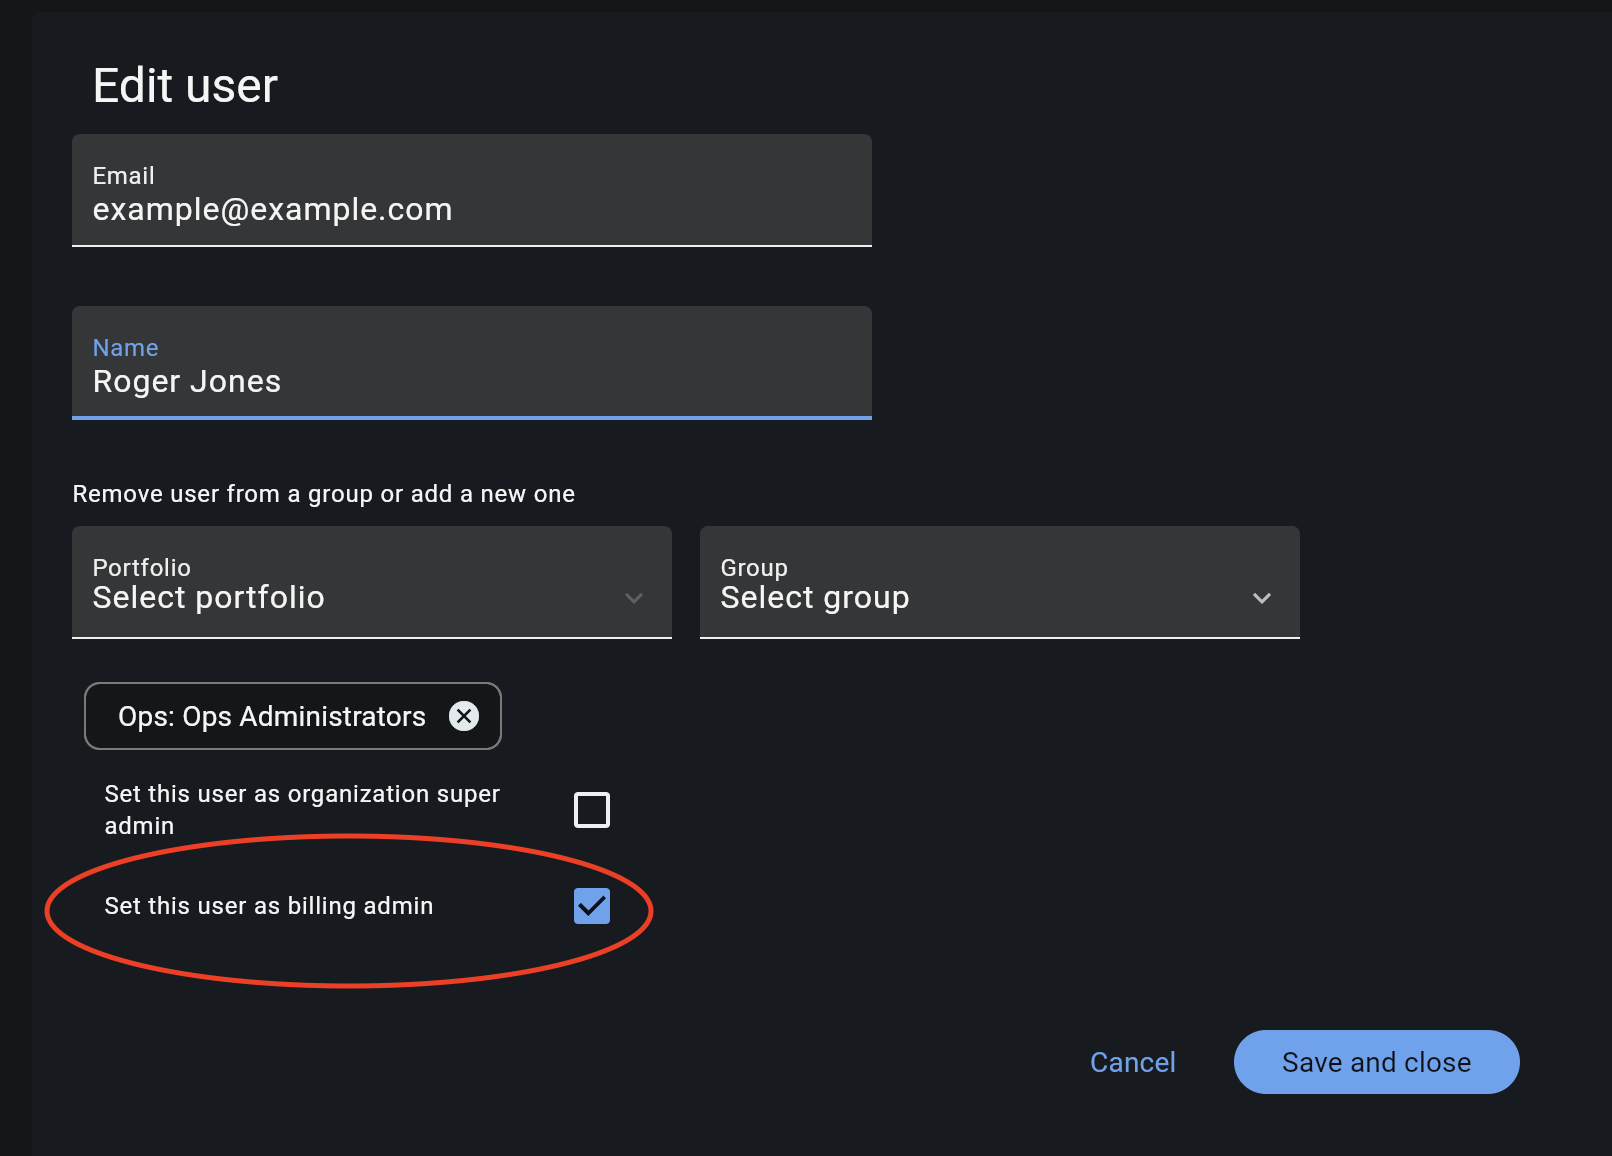 Edit user
Email
example@example.com
Name
Roger Jones
Remove user from a group or add a new one
Portfolio
Select portfolio
Group
Select group
Ops: Ops Administrators
Set this user as organization super
admin
Set this user as billing admin
Cancel
Save and close